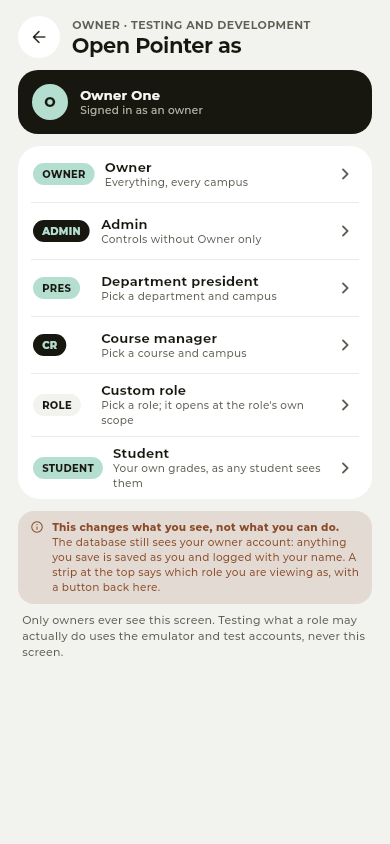 OWNER · TESTING AND DEVELOPMENT
Open Pointer as
O
Owner One
Signed in as an owner
OWNER
Owner
Everything, every campus
ADMIN
Admin
Controls without Owner only
PRES
Department president
Pick a department and campus
CR
Course manager
Pick a course and campus
ROLE
Custom role
Pick a role; it opens at the role's own
scope
STUDENT
Student
Your own grades, as any student sees
them
This changes what you see, not what you can do.
The database still sees your owner account: anything
you save is saved as you and logged with your name. A
strip at the top says which role you are viewing as, with
a button back here.
Only owners ever see this screen. Testing what a role may
actually do uses the emulator and test accounts, never this
screen.